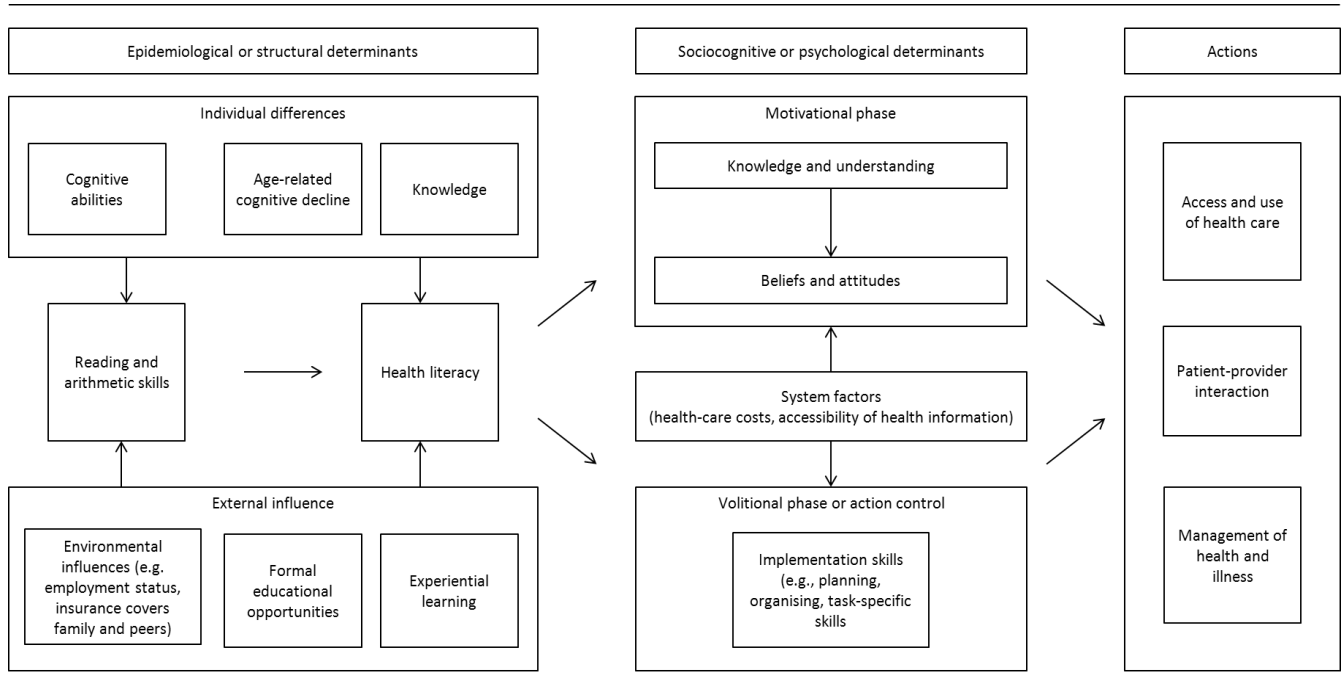 Epidemiological or structural determinants
Sociocognitive or psychological determinants
Actions
Individual differences
Cognitive
abilities
Age-related
cognitive decline
Knowledge
Reading and
arithmetic skills
Health literacy
External influence
Environmental
influences (e.g.
employment status,
insurance covers
family and peers)
Formal
educational
opportunities
Experiential
learning
Motivational phase
Knowledge and understanding
Beliefs and attitudes
System factors
(health-care costs, accessibility of health information)
Volitional phase or action control
Implementation skills
(e.g., planning,
organising, task-specific
skills
Access and use
of health care
Patient-provider
interaction
Management of
health and
illness